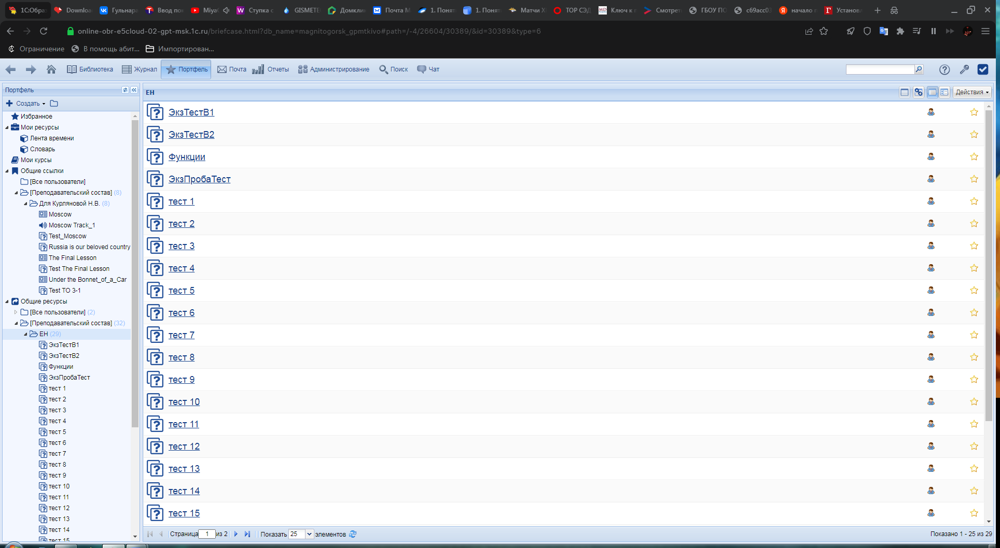 1С:Образ
Downloa
Гульнара
Ввод пок
Miya
Ступка с
GISMETE
Домкли
Почта М
1. Понят
1. Понят
Матчи Х
ТОР СЭД
Ключ к г
Смотрет
ГБОУ ПО
с69асс03
начало п
Установ
online-obr-e5cloud-02-gpt-msk.1c.ru/briefcase.html?db_name=magnitogorsk_gpmtkivo#path=/-4/26604/30389/&id=30389&type=6
Ограничение
В помощь абит...
Импортирован...
Библиотека
Журнал
Портфель
Почта
Отчеты
Администрирование
Поиск
Чат
Портфель
Создать
Избранное
Мои ресурсы
Лента времени
Словарь
Мои курсы
Общие ссылки
[Все пользователи]
[Преподавательский состав] (8)
Для Курляновой Н.В. (8)
Moscow
Moscow Track_1
Test_Moscow
Russia is our beloved country
The Final Lesson
Test The Final Lesson
Under the Bonnet_of_a_Car
Test TO 3-1
Общие ресурсы
[Все пользователи] (2)
[Преподавательский состав] (32)
ЕН (29)
ЭкзТестВ1
ЭкзТестВ2
Функции
ЭкзПробаТест
тест 1
тест 2
тест 3
тест 4
тест 5
тест 6
тест 7
тест 8
тест 9
тест 10
тест 11
тест 12
тест 13
тест 14
тест 15
ЕН
Действия
ЭкзТестВ1
ЭкзТестВ2
Функции
ЭкзПробаТест
тест 1
тест 2
тест 3
тест 4
тест 5
тест 6
тест 7
тест 8
тест 9
тест 10
тест 11
тест 12
тест 13
тест 14
тест 15
Страница 1 из 2
Показать 25 элементов
Показано 1 - 25 из 29